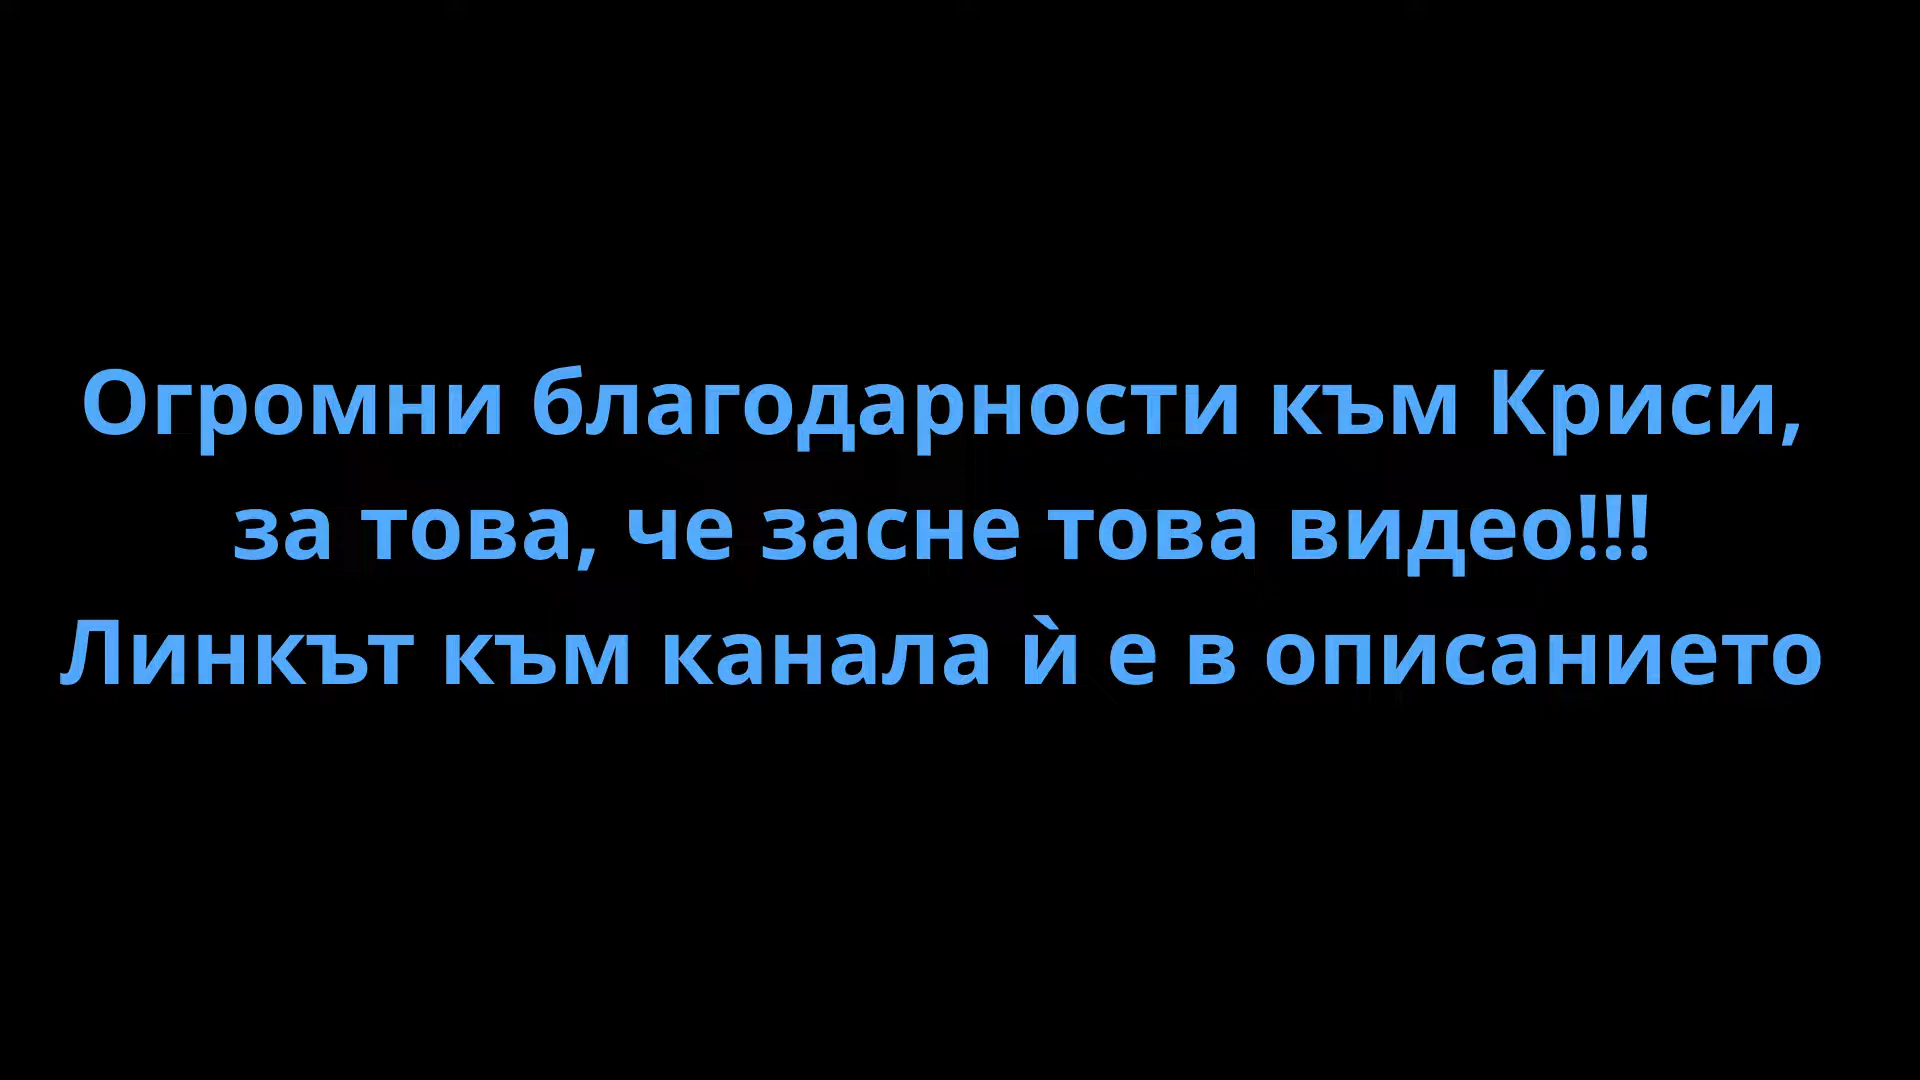 Огромни благодарности към Криси,
за това, че засне това видео!!!
Линкът към канала ѝ е в описанието